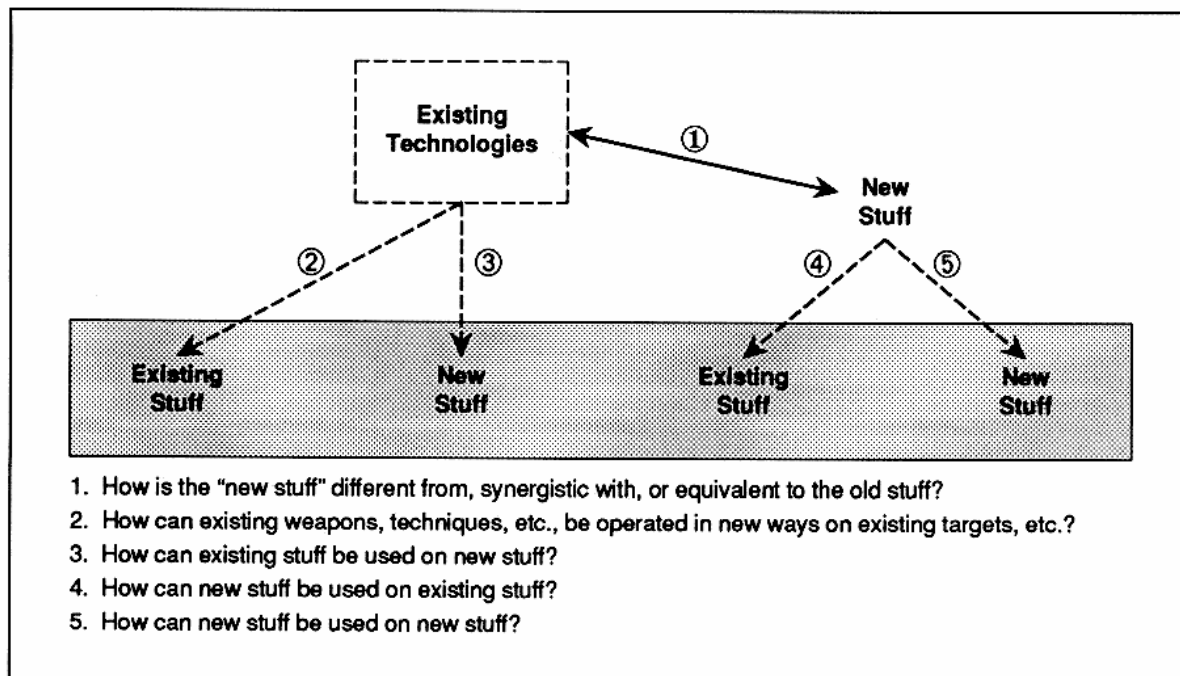 Existing
Technologies
①
New
Stuff
②
③
④
⑤
Existing
Stuff
New
Stuff
Existing
Stuff
New
Stuff
1. How is the "new stuff" different from, synergistic with, or equivalent to the old stuff?
2. How can existing weapons, techniques, etc., be operated in new ways on existing targets, etc.?
3. How can existing stuff be used on new stuff?
4. How can new stuff be used on existing stuff?
5. How can new stuff be used on new stuff?